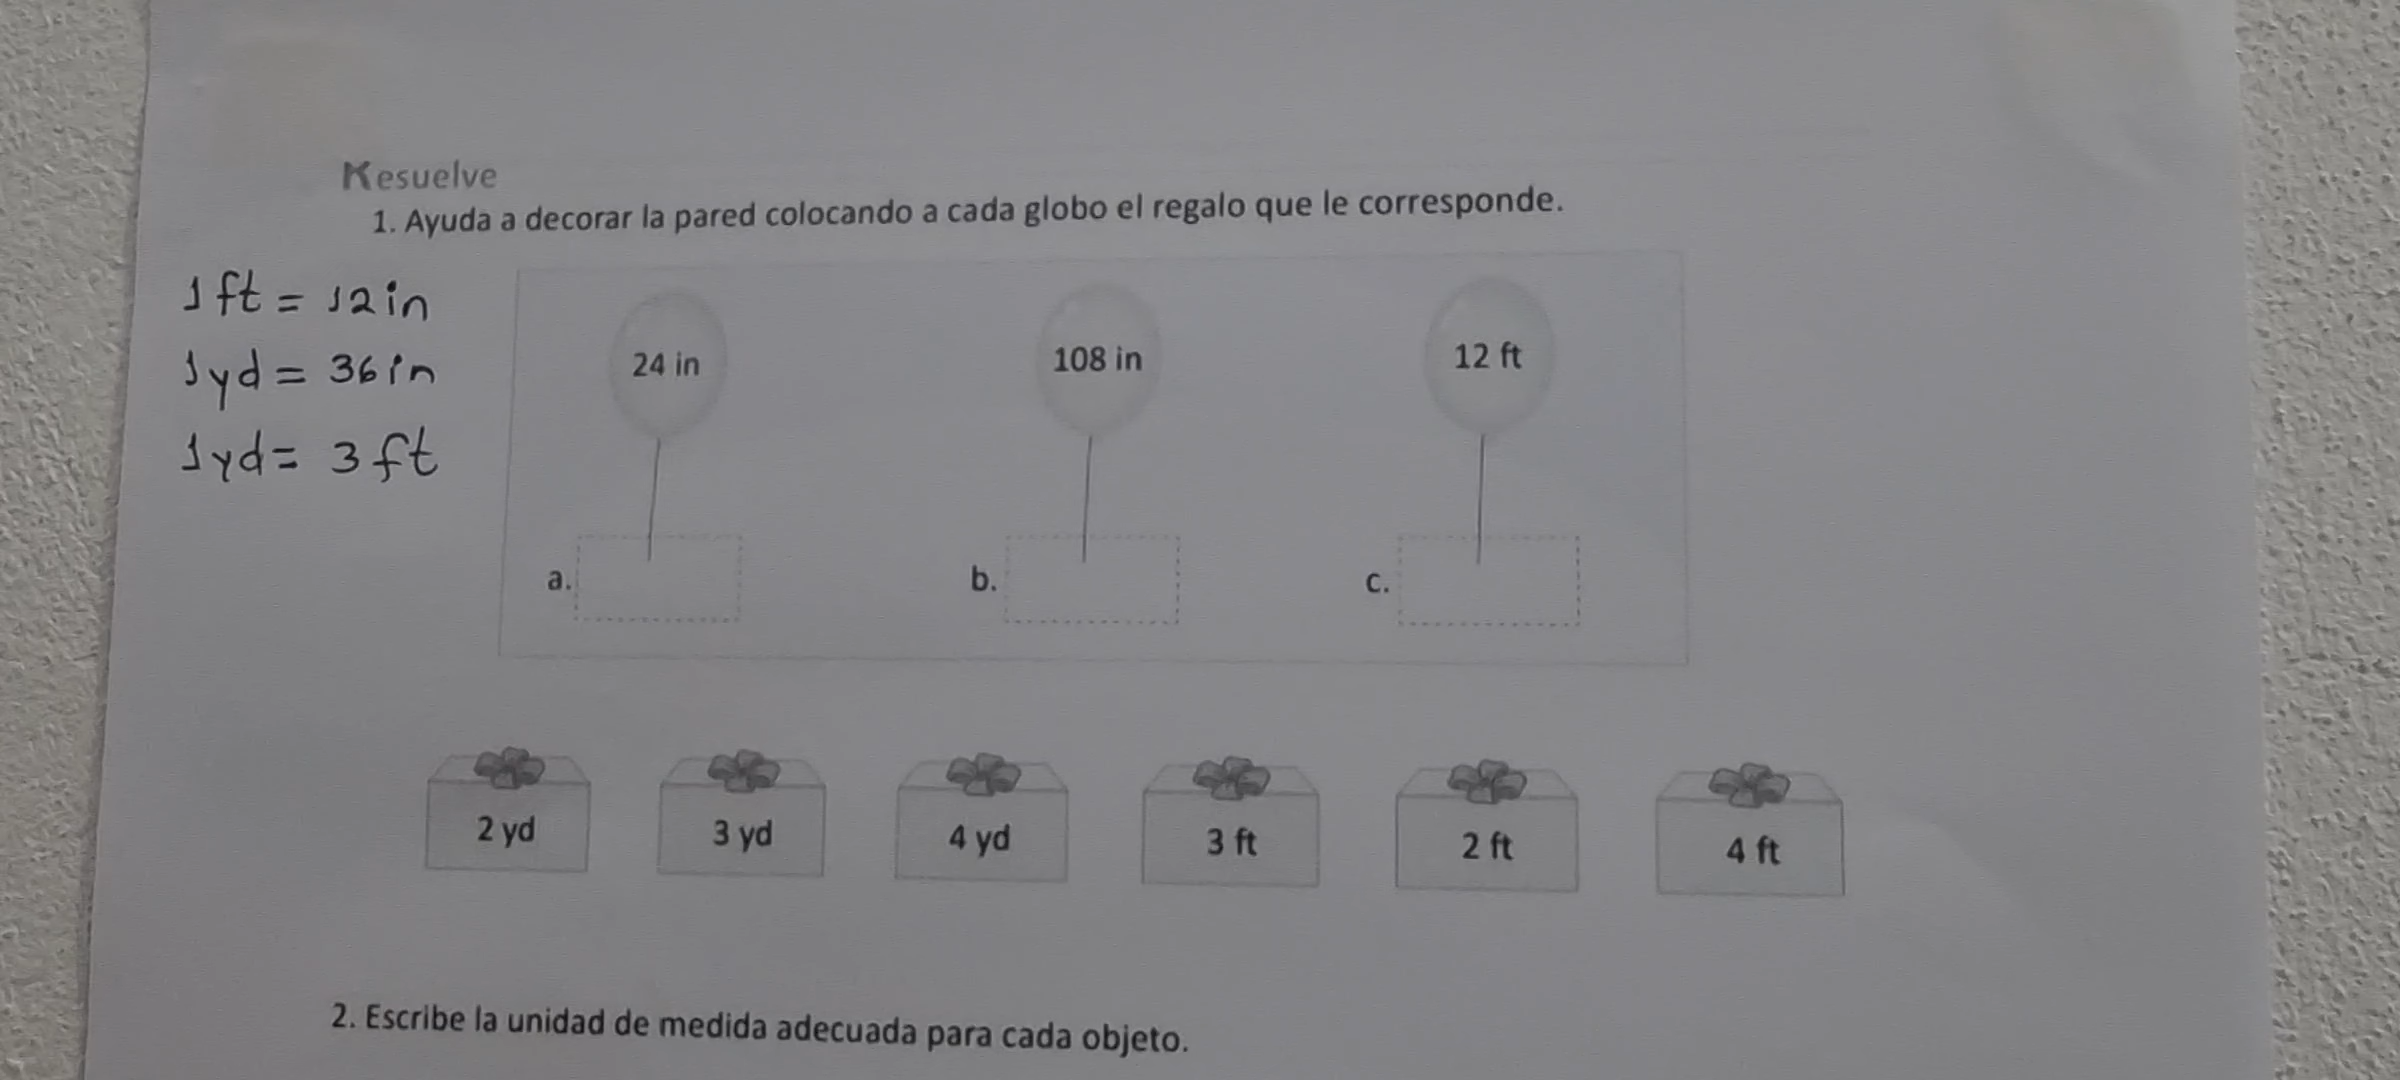 Resuelve
1. Ayuda a decorar la pared colocando a cada globo el regalo que le corresponde.
1 ft = 12 in
1 yd = 36 in
1 yd = 3 ft
24 in
108 in
12 ft
a.
b.
c.
2 yd
3 yd
4 yd
3 ft
2 ft
4 ft
2. Escribe la unidad de medida adecuada para cada objeto.